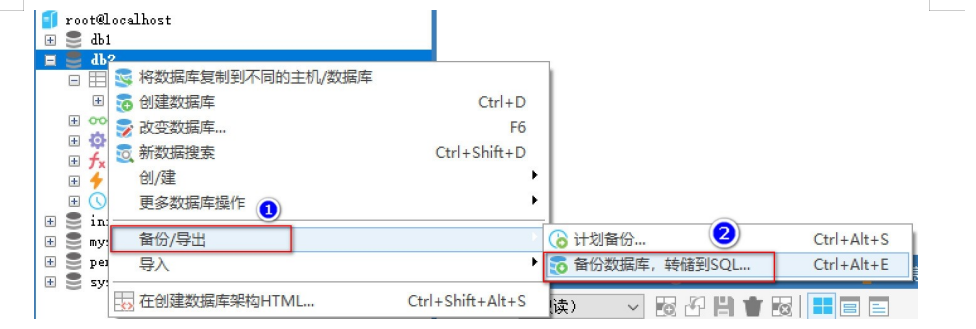 root@localhost
db1
db2
将数据库复制到不同的主机/数据库
创建数据库 Ctrl+D
改变数据库... F6
新数据搜索 Ctrl+Shift+D
创/建
更多数据库操作
1
备份/导出
导入
在创建数据库架构HTML... Ctrl+Shift+Alt+S
2
计划备份... Ctrl+Alt+S
备份数据库，转储到SQL... Ctrl+Alt+E
in
mys
per
sys
读）